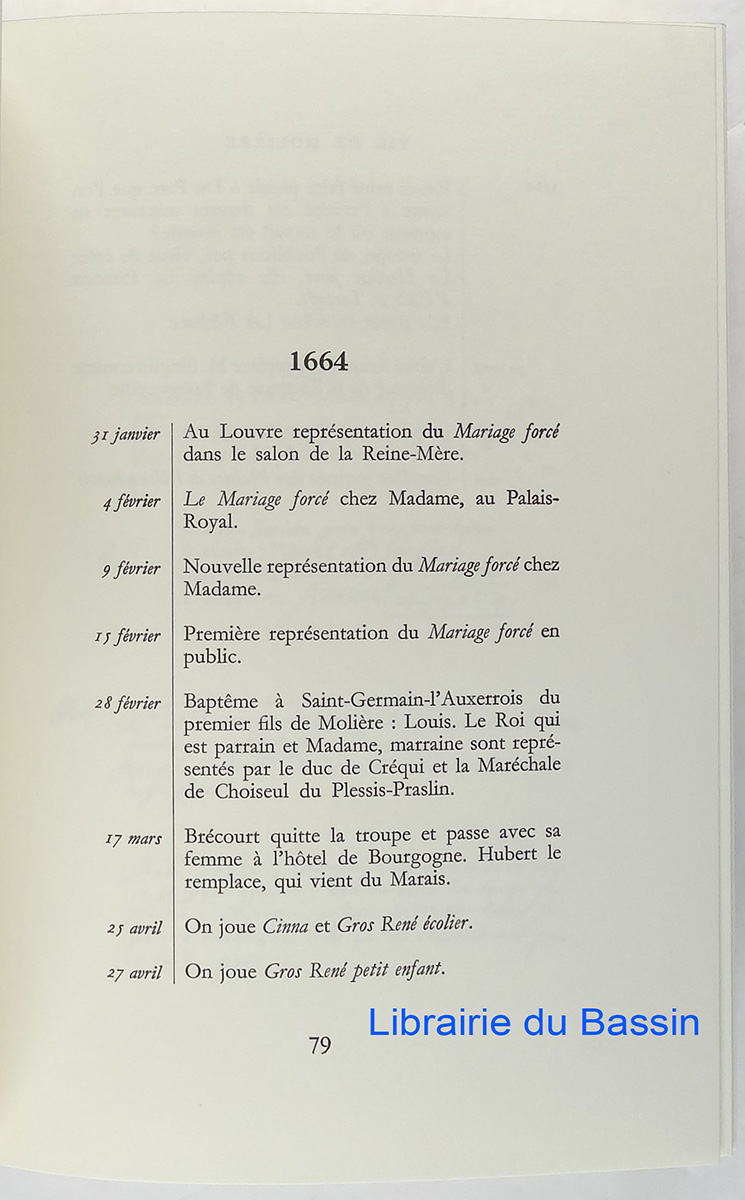 1664
31 janvier Au Louvre représentation du Mariage forcé
dans le salon de la Reine-Mère.
4 février Le Mariage forcé chez Madame, au Palais-
Royal.
9 février Nouvelle représentation du Mariage forcé chez
Madame.
15 février Première représentation du Mariage forcé en
public.
28 février Baptême à Saint-Germain-l'Auxerrois du
premier fils de Molière : Louis. Le Roi qui
est parrain et Madame, marraine sont repré-
sentés par le duc de Créqui et la Maréchale
de Choiseul du Plessis-Praslin.
17 mars Brécourt quitte la troupe et passe avec sa
femme à l'hôtel de Bourgogne. Hubert le
remplace, qui vient du Marais.
25 avril On joue Cinna et Gros René écolier.
27 avril On joue Gros René petit enfant.
Librairie du Bassin
79